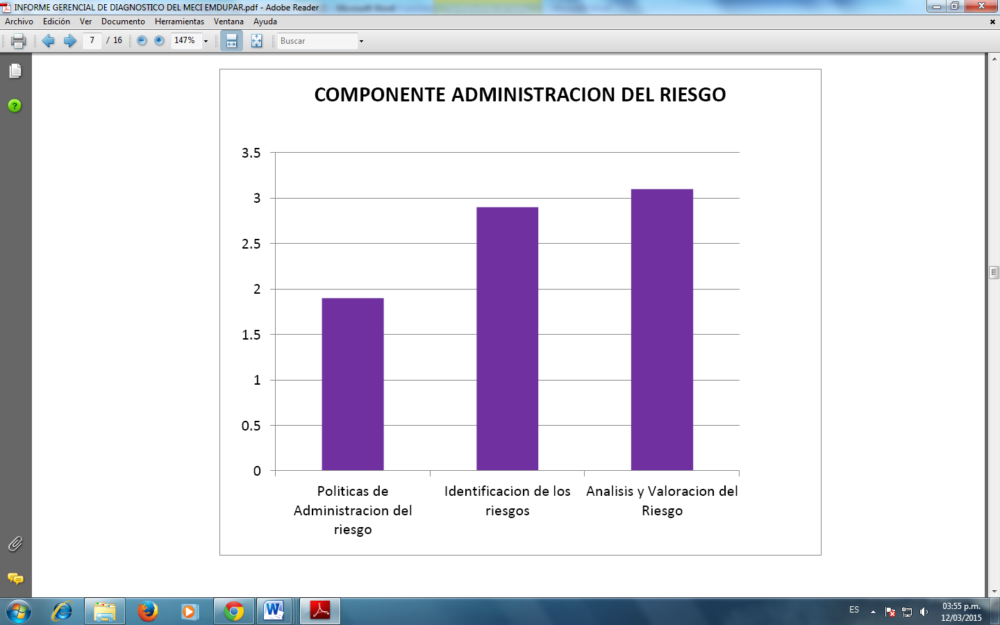 INFORME GERENCIAL DE DIAGNOSTICO DEL MECI EMDUPAR.pdf - Adobe Reader
Archivo Edición Ver Documento Herramientas Ventana Ayuda
7 / 16 147% Buscar
COMPONENTE ADMINISTRACION DEL RIESGO
3.5
3
2.5
2
1.5
1
0.5
0
Politicas de Administracion del riesgo
Identificacion de los riesgos
Analisis y Valoracion del Riesgo
ES
03:55 p.m.
12/03/2015